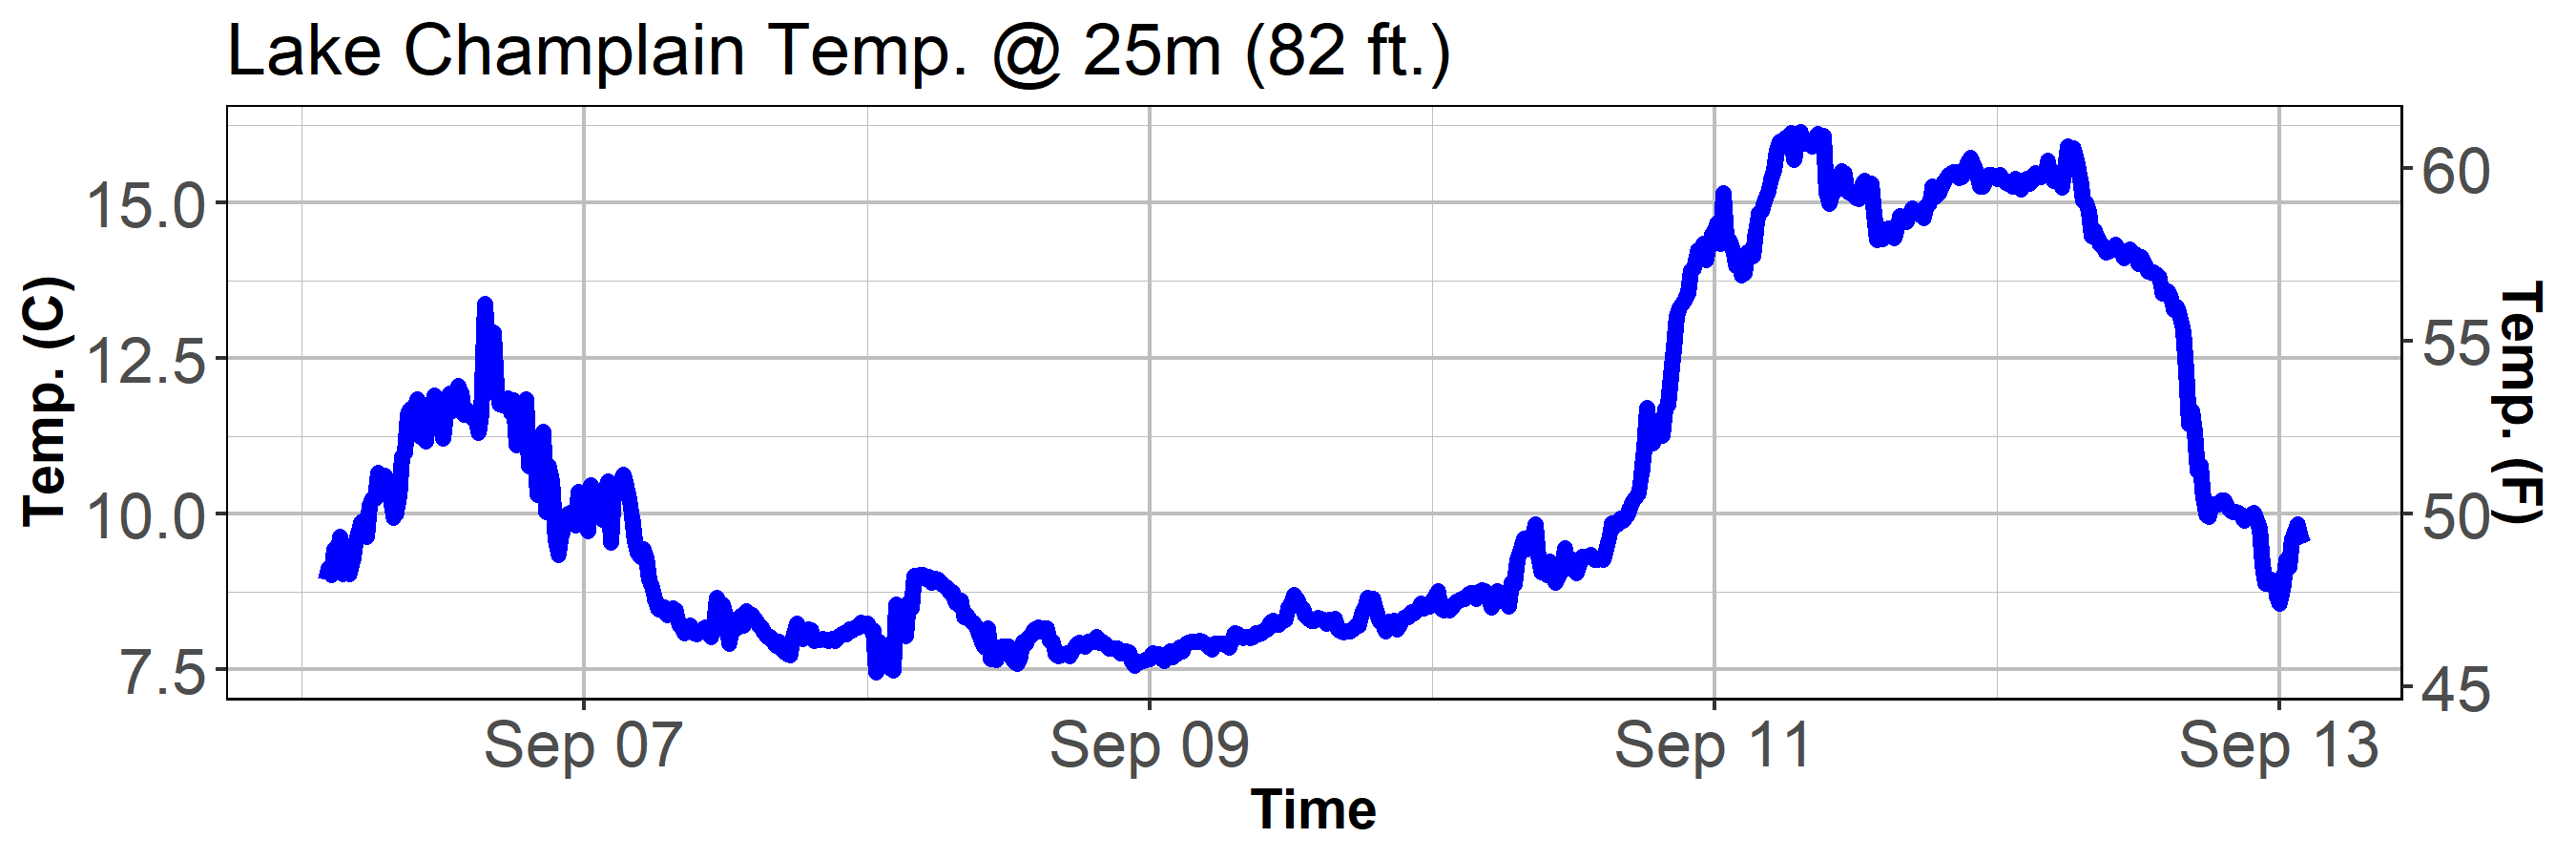 Lake Champlain Temp. @ 25m (82 ft.)
Temp. (C)
15.0
12.5
10.0
7.5
60
55
50
45
Temp. (F)
Sep 07 Sep 09 Sep 11 Sep 13
Time